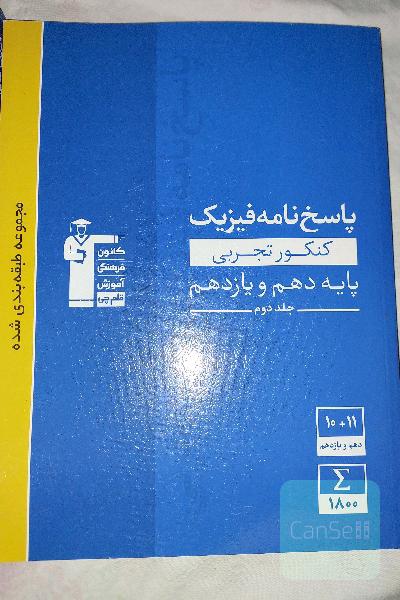 پاسخ‌نامه فیزیک
کنکور تجربی
پایه دهم و یازدهم
جلد دوم
کانون
فرهنگی
آموزش
قلم‌چی
مجموعه طبقه‌بندی شده
۱۰+۱۱
دهم و یازدهم
Σ
۱۸۰۰
CanSell